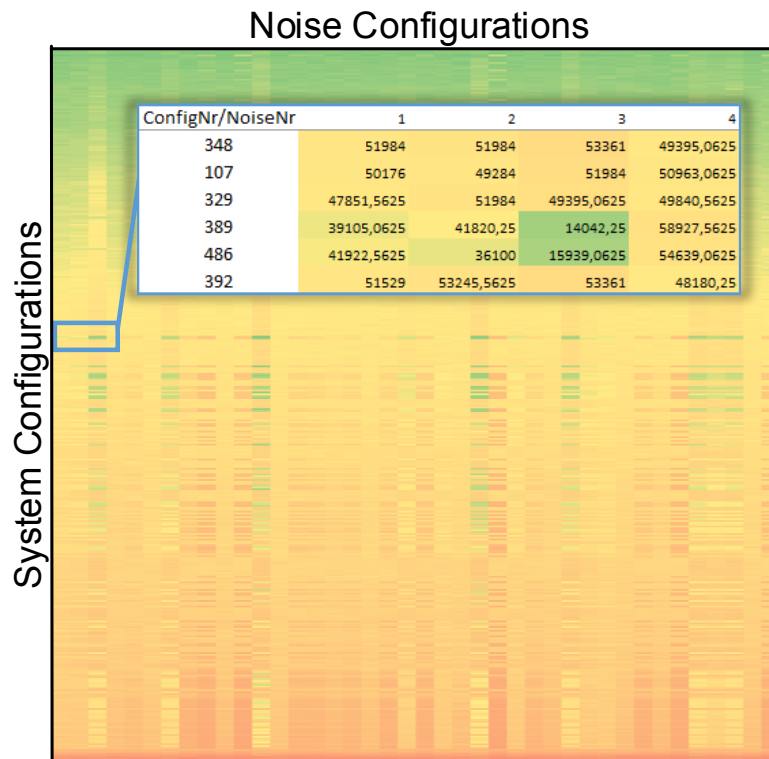 Noise Configurations
System Configurations
ConfigNr/NoiseNr 1 2 3 4
348 51984 51984 53361 49395,0625
107 50176 49284 51984 50963,0625
329 47851,5625 51984 49395,0625 49840,5625
389 39105,0625 41820,25 14042,25 58927,5625
486 41922,5625 36100 15939,0625 54639,0625
392 51529 53245,5625 53361 48180,25